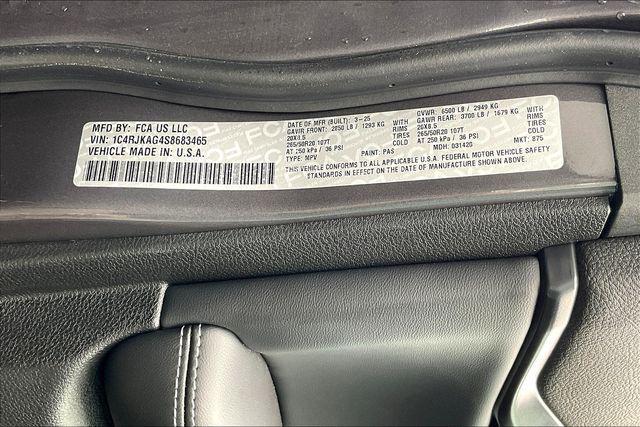 MFD BY: FCA US LLC
VIN: 1C4RJKAG4S8683465
VEHICLE MADE IN U.S.A.
DATE OF MFR (BUILT): 3-25
GAWR FRONT: 2850 LB / 1293 KG
20X8.5
265/50R20 107T
AT 250 kPa / 36 PSI
TYPE: MPV
WITH
RIMS
TIRES
COLD
PAINT: PAS
GVWR: 6500 LB / 2949 KG
GAWR REAR: 3700 LB / 1679 KG
20X8.5
265/50R20 107T
AT 250 kPa / 36 PSI
MDH: 031420
WITH
RIMS
TIRES
COLD
MKT: B75
THIS VEHICLE CONFORMS TO ALL APPLICABLE U.S.A. FEDERAL MOTOR VEHICLE SAFETY
STANDARDS IN EFFECT ON THE DATE OF MANUFACTURE SHOWN ABOVE.